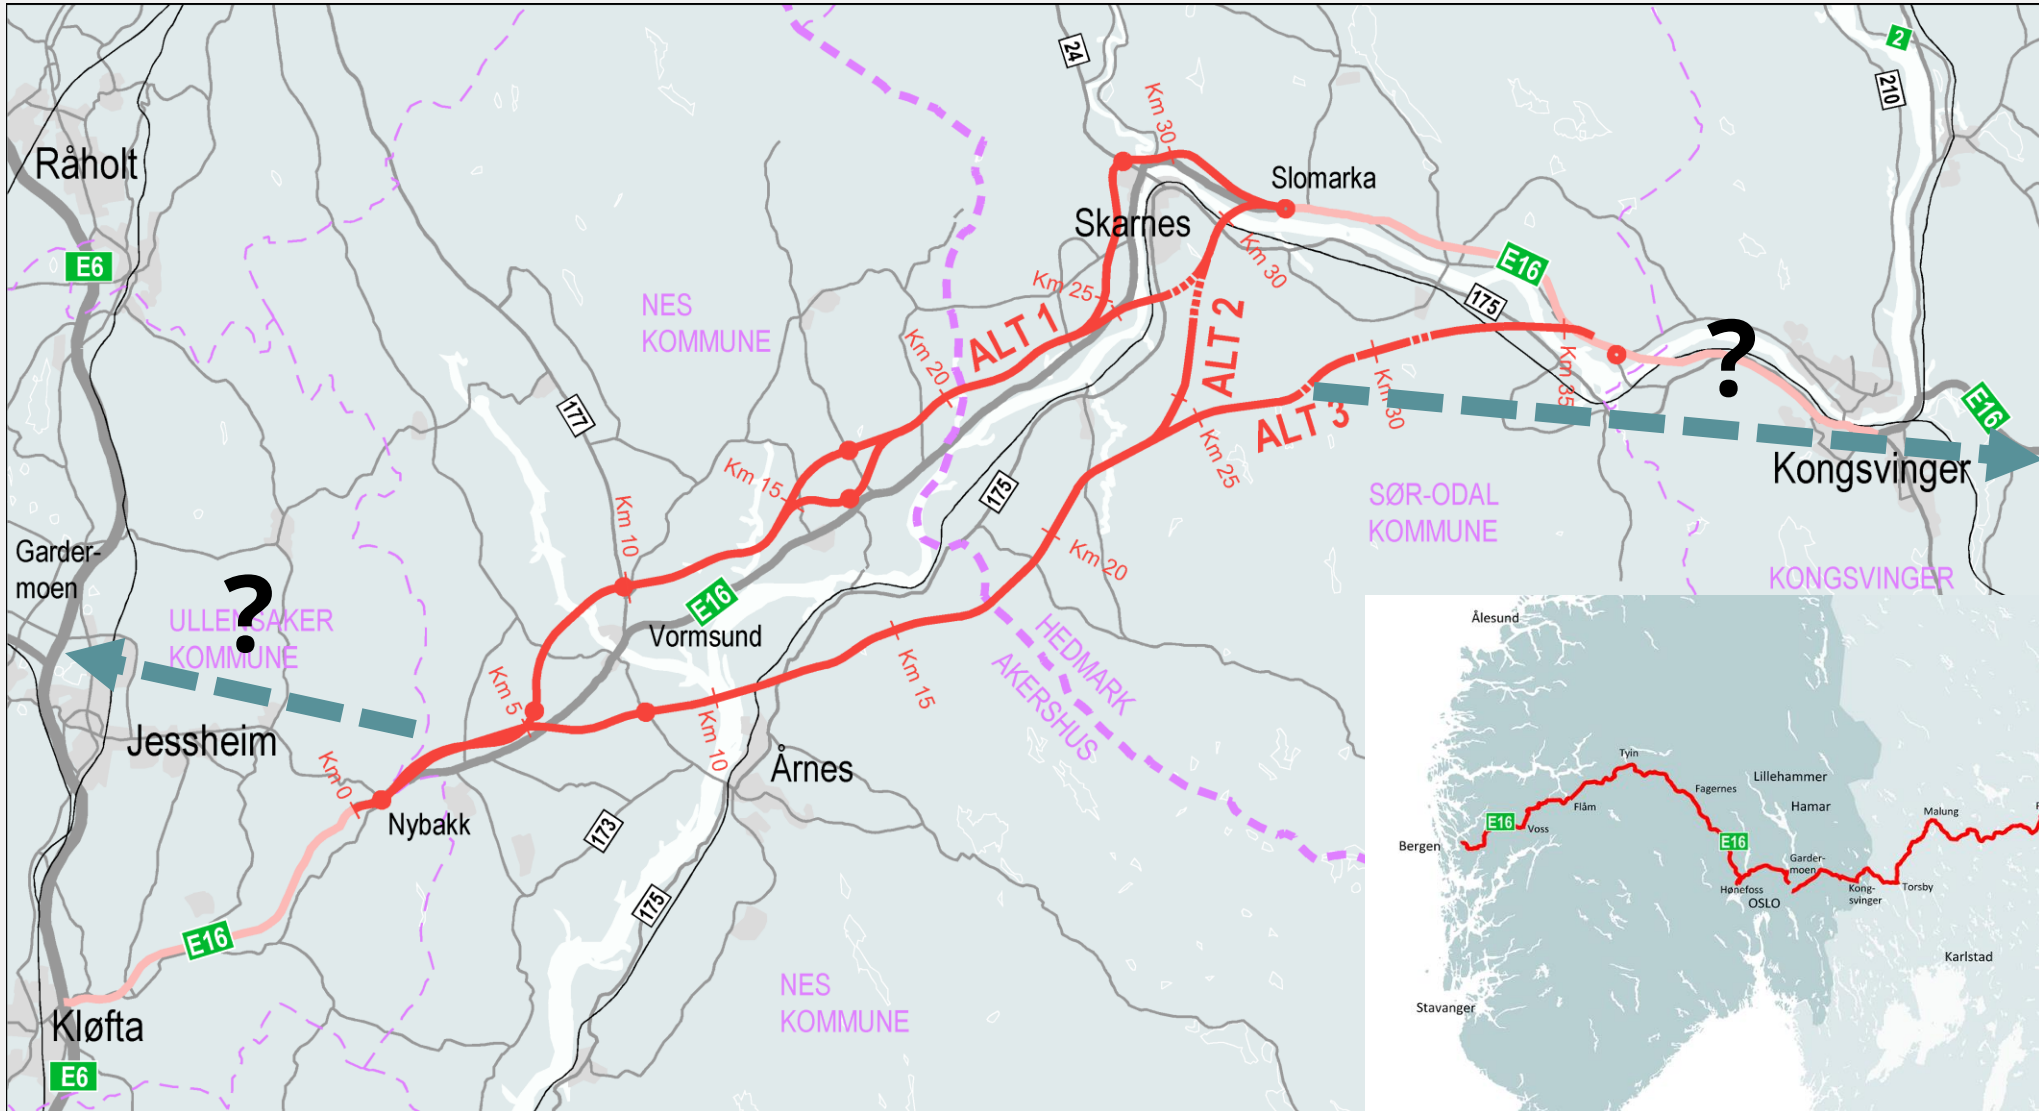 24
2
210
Km 30
Råholt
Slomarka
Skarnes
E6
Km 30
E16
Km 25
175
NES
KOMMUNE
ALT 1
ALT 2
?
Km 20
Km 35
Km 30
177
E16
ALT 3
Km 15
Km 25
Kongsvinger
175
SØR-ODAL
KOMMUNE
Km 10
Garder-
moen
Km 20
KONGSVINGER
?
E16
ULLENSAKER
KOMMUNE
Vormsund
HEDMARK
AKERSHUS
Km 5
Km 15
Jessheim
Km 10
Km 0
Årnes
Nybakk
173
175
E16
NES
KOMMUNE
Kløfta
E6
Ålesund
Tyin
Lillehammer
Fagernes
Hamar
Flåm
Malung
E16
Voss
Bergen
E16
Garder-
moen
Hønefoss
Kong-
svinger
Torsby
OSLO
Karlstad
Stavanger